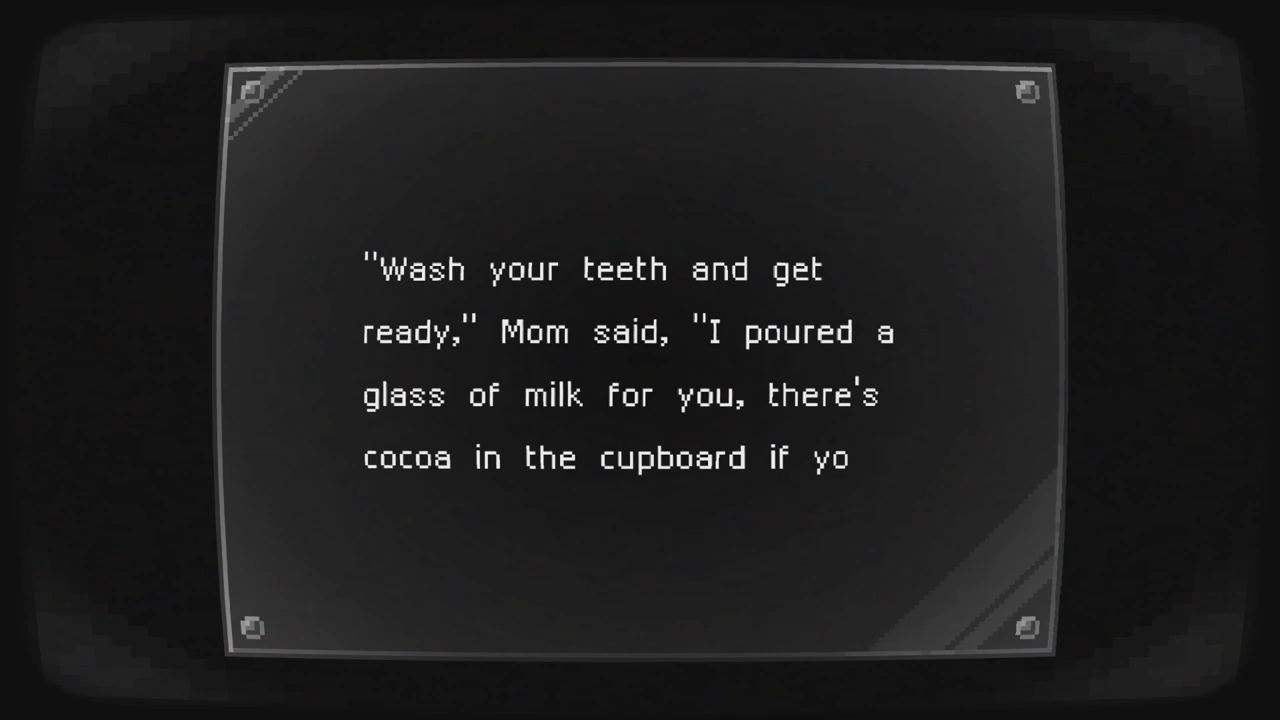 "Wash your teeth and get
ready," Mom said, "I poured a
glass of milk for you, there's
cocoa in the cupboard if yo